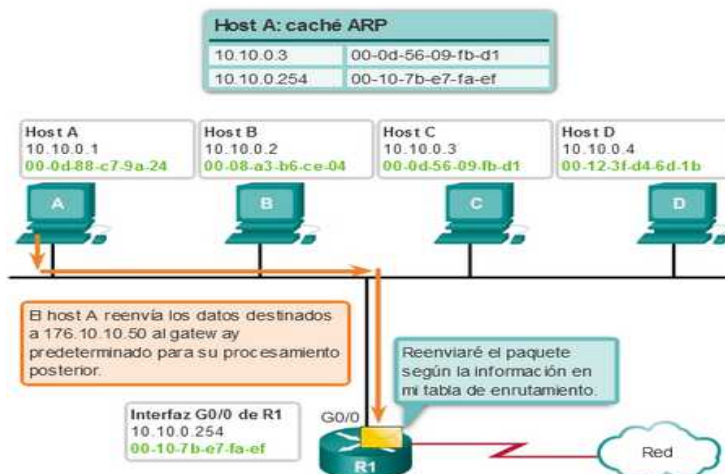 Host A: caché ARP
10.10.0.3 00-0d-56-09-fb-d1
10.10.0.254 00-10-7b-e7-fa-ef
Host A
10.10.0.1
00-0d-88-c7-9a-24
Host B
10.10.0.2
00-08-a3-b6-ce-04
Host C
10.10.0.3
00-0d-56-09-fb-d1
Host D
10.10.0.4
00-12-3f-d4-6d-1b
A
B
C
D
El host A reenvía los datos destinados
a 176.10.10.50 al gatew ay
predeterminado para su procesamiento
posterior.
Reenviaré el paquete
según la información en
mi tabla de enrutamiento.
Interfaz G0/0 de R1
10.10.0.254
00-10-7b-e7-fa-ef
G0/0
R1
Red